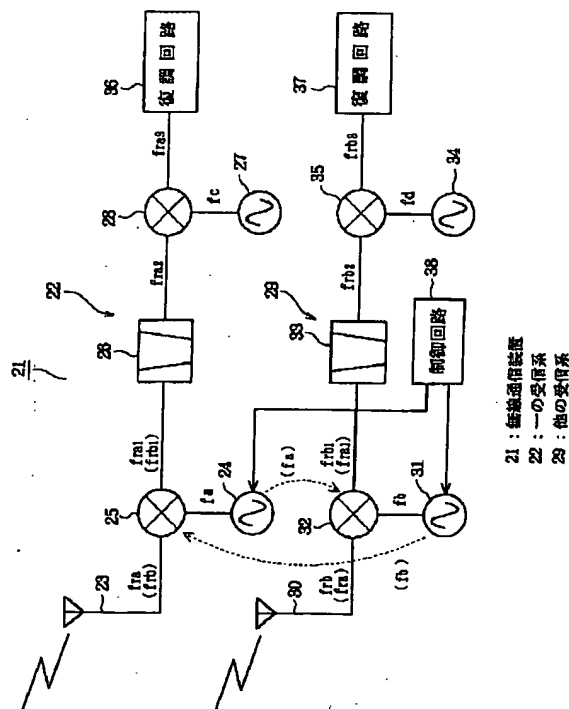 21
22
23
fra
(frb)
25
fra1
(frb1)
fa
24
(fa)
26
fra2
28
fc
27
fra3
36
復調回路
29
30
frb
(fra)
32
frb1
(fra1)
fb
31
(fb)
33
frb2
35
fd
34
frb3
37
復調回路
38
制御回路
21：無線通信装置
22：一の受信系
29：他の受信系